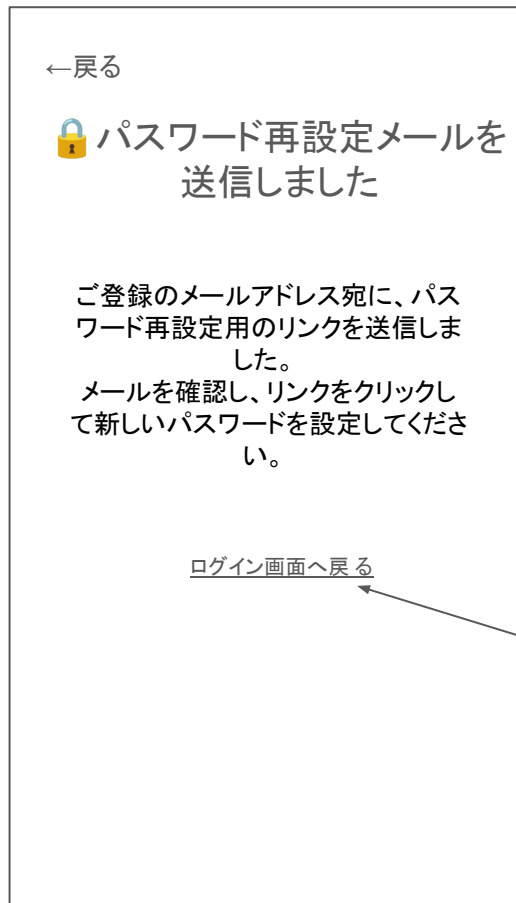 ←戻る
🔒パスワード再設定メールを
送信しました
ご登録のメールアドレス宛に、パス
ワード再設定用のリンクを送信しま
した。
メールを確認し、リンクをクリックし
て新しいパスワードを設定してくださ
い。
ログイン画面へ戻る